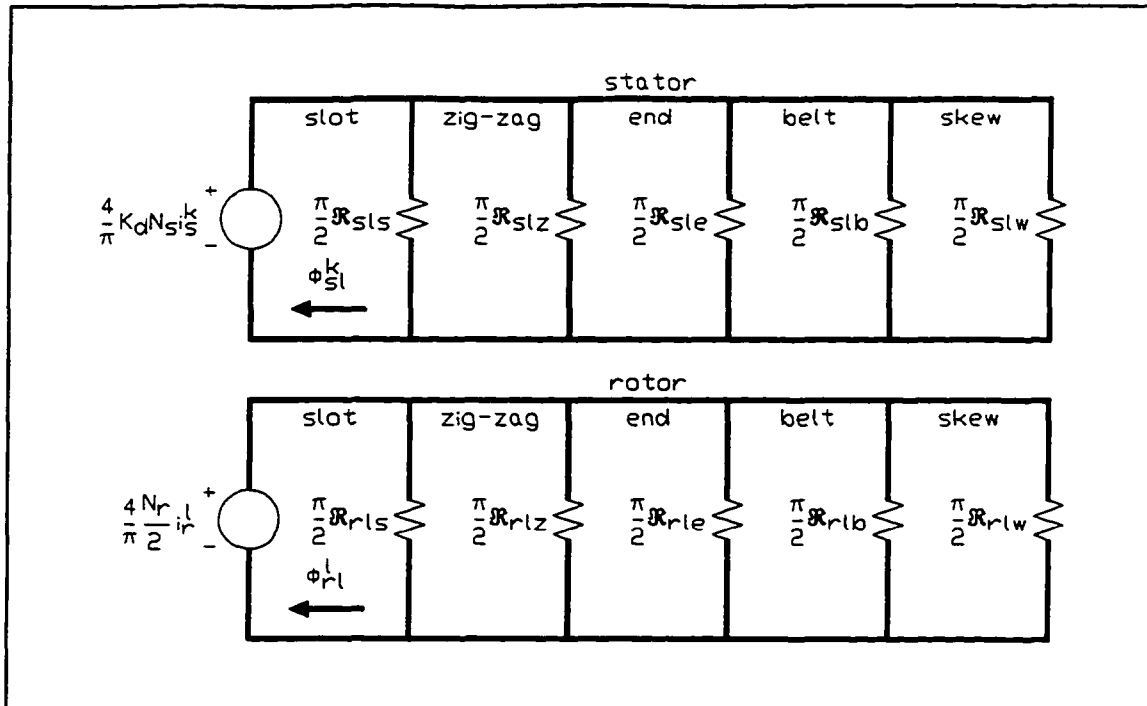 stator
slot zig-zag end belt skew
+
4/π K_d N_s i_s^k
−
π/2 ℜ_sls π/2 ℜ_slz π/2 ℜ_sle π/2 ℜ_slb π/2 ℜ_slw
Φ_sl^k
rotor
slot zig-zag end belt skew
+
4/π N_r/2 i_r^l
−
π/2 ℜ_rls π/2 ℜ_rlz π/2 ℜ_rle π/2 ℜ_rlb π/2 ℜ_rlw
Φ_rl^l